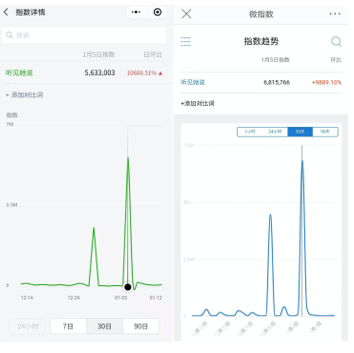 指数详情
搜索
1月5日指数 日环比
听见她说 5,633,003 10688.51%
+ 添加对比词
指数
7M
3.5M
0
12-14 12-24 01-03 01-12
24小时 7日 30日 90日
微指数
指数趋势
1月5日指数 环比
听见她说 6,815,766 +9889.10%
+添加对比词
1小时 24小时 30天 90天
5M
2.5M
0